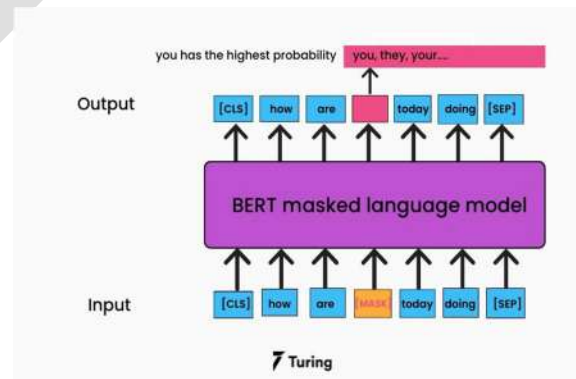 you has the highest probability you, they, your....
Output [CLS] how are today doing [SEP]
BERT masked language model
Input [CLS] how are [MASK] today doing [SEP]
Turing